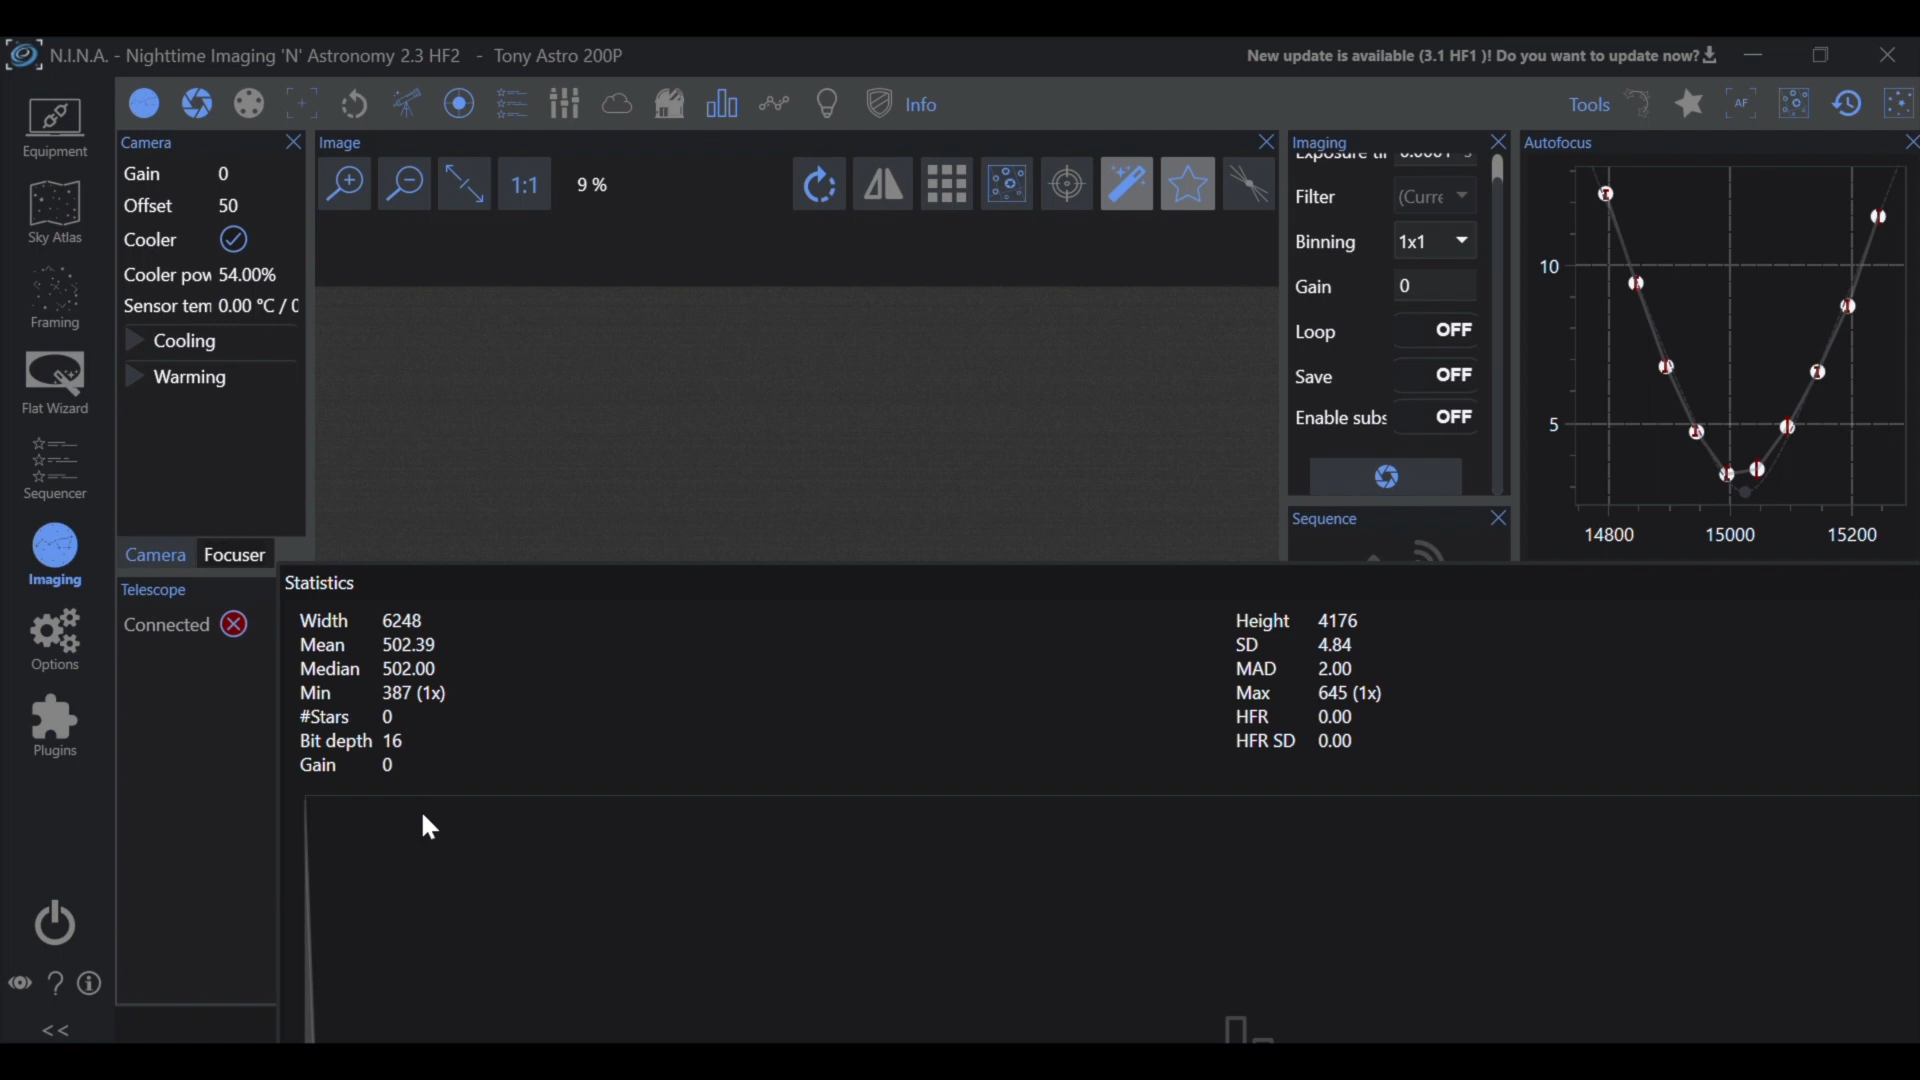 N.I.N.A. - Nighttime Imaging 'N' Astronomy 2.3 HF2 - Tony Astro 200P
New update is available (3.1 HF1 )! Do you want to update now?
Info
Tools
AF
Equipment
Sky Atlas
Framing
Flat Wizard
Sequencer
Imaging
Options
Plugins
<<
Camera
Gain 0
Offset 50
Cooler
Cooler pow 54.00%
Sensor tem 0.00 °C / 0
Cooling
Warming
Camera Focuser
Telescope
Connected
Image
1:1
9 %
Imaging
Filter (Curre
Binning 1x1
Gain 0
Loop OFF
Save OFF
Enable subs OFF
Sequence
Autofocus
10
5
14800 15000 15200
Statistics
Width 6248
Mean 502.39
Median 502.00
Min 387 (1x)
#Stars 0
Bit depth 16
Gain 0
Height 4176
SD 4.84
MAD 2.00
Max 645 (1x)
HFR 0.00
HFR SD 0.00